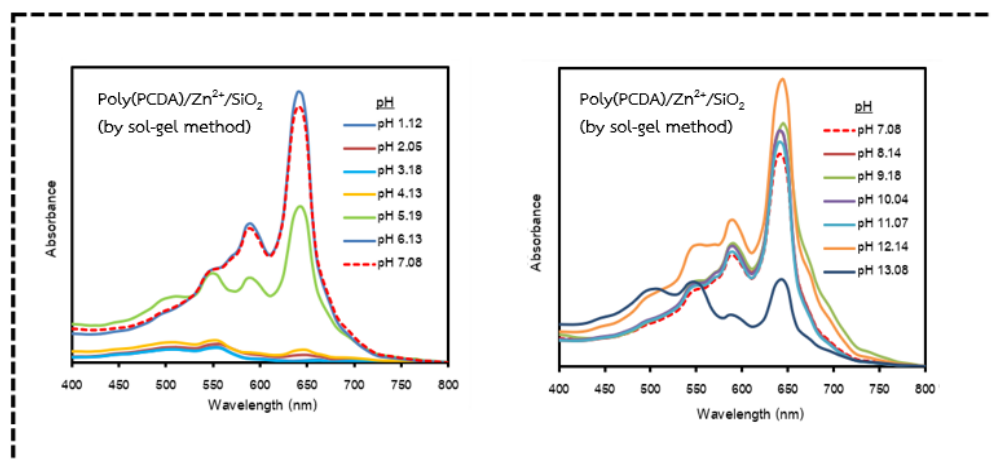 Poly(PCDA)/Zn²⁺/SiO₂
(by sol-gel method)
pH
pH 1.12
pH 2.05
pH 3.18
pH 4.13
pH 5.19
pH 6.13
pH 7.08
Absorbance
400 450 500 550 600 650 700 750 800
Wavelength (nm)
Poly(PCDA)/Zn²⁺/SiO₂
(by sol-gel method)
pH
pH 7.08
pH 8.14
pH 9.18
pH 10.04
pH 11.07
pH 12.14
pH 13.08
Absorbance
400 450 500 550 600 650 700 750 800
Wavelength (nm)